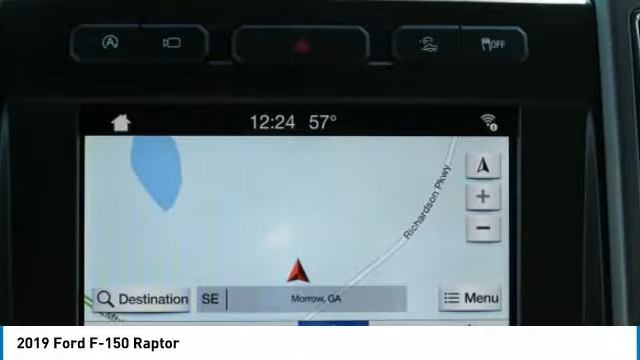 OFF
12:24 57°
Richardson Pkwy
Destination
SE
Morrow, GA
Menu
2019 Ford F-150 Raptor